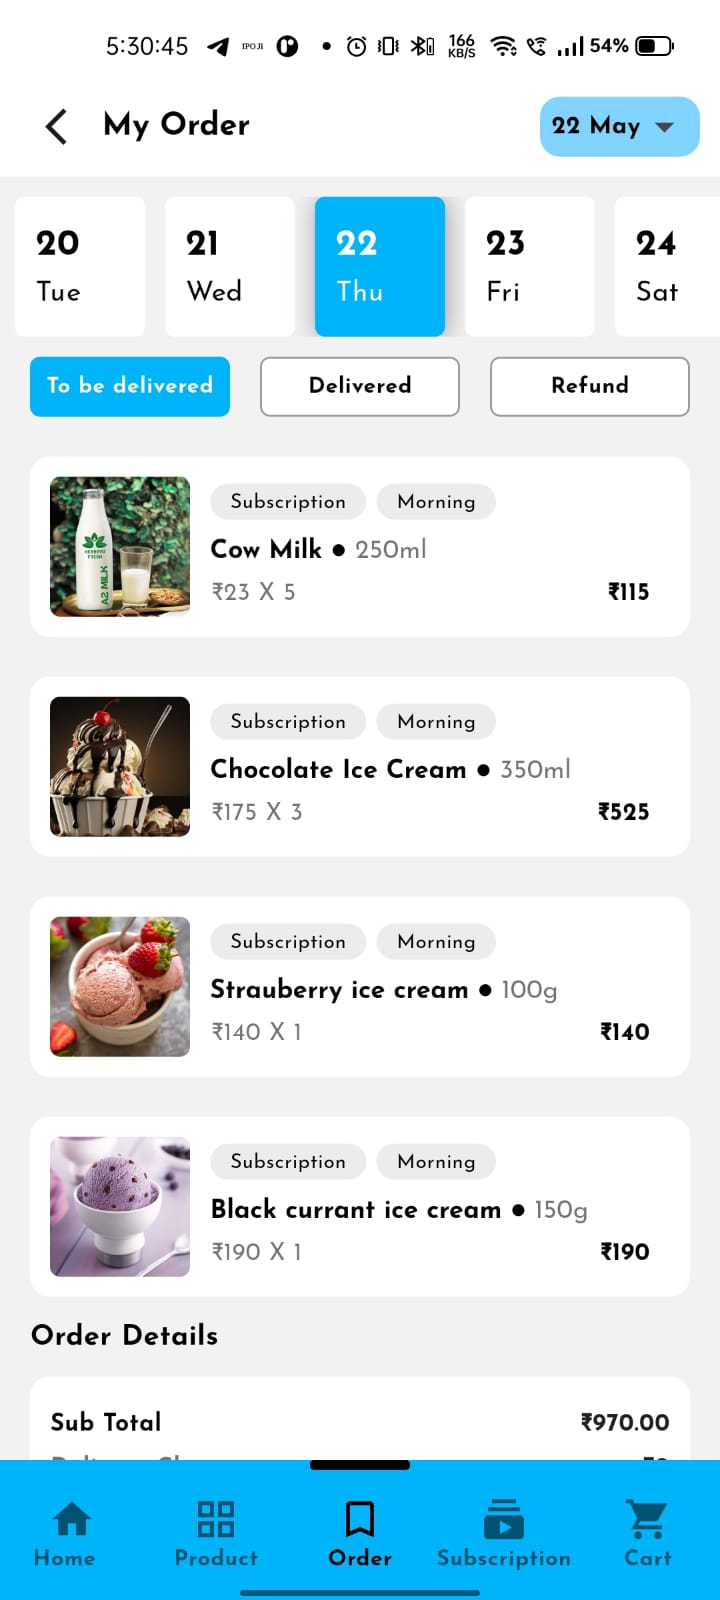 5:30:45 IPOJI 166 KB/S 54%
My Order 22 May
20 21 22 23 24
Tue Wed Thu Fri Sat
To be delivered Delivered Refund
Subscription Morning
Cow Milk ● 250ml
₹23 X 5 ₹115
A2 MILK
Subscription Morning
Chocolate Ice Cream ● 350ml
₹175 X 3 ₹525
Subscription Morning
Strauberry ice cream ● 100g
₹140 X 1 ₹140
Subscription Morning
Black currant ice cream ● 150g
₹190 X 1 ₹190
Order Details
Sub Total ₹970.00
Home Product Order Subscription Cart